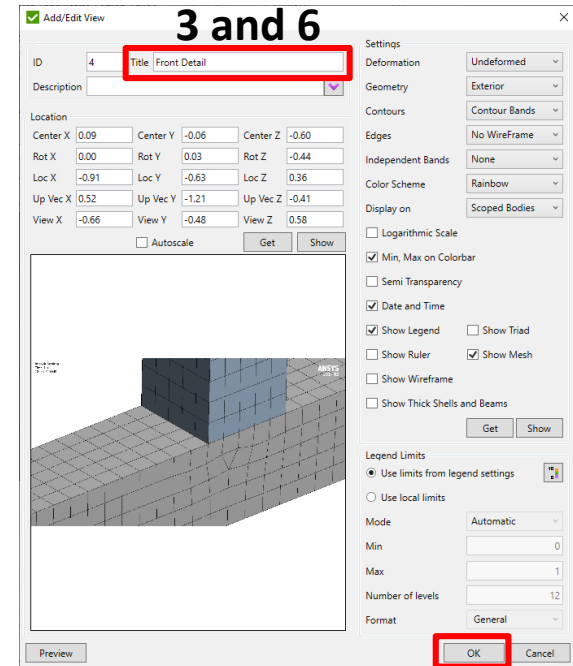 Add/Edit View
3 and 6
ID 4 Title Front Detail
Description
Location
Center X 0.09 Center Y -0.06 Center Z -0.60
Rot X 0.00 Rot Y 0.03 Rot Z -0.44
Loc X -0.91 Loc Y -0.63 Loc Z 0.36
Up Vec X 0.52 Up Vec Y -1.21 Up Vec Z -0.41
View X -0.66 View Y -0.48 View Z 0.58
Autoscale Get Show
ANSYS
Preview
Settings
Deformation Undeformed
Geometry Exterior
Contours Contour Bands
Edges No WireFrame
Independent Bands None
Color Scheme Rainbow
Display on Scoped Bodies
Logarithmic Scale
Min, Max on Colorbar
Semi Transparency
Date and Time
Show Legend Show Triad
Show Ruler Show Mesh
Show Wireframe
Show Thick Shells and Beams
Get Show
Legend Limits
Use limits from legend settings
Use local limits
Mode Automatic
Min 0
Max 1
Number of levels 12
Format General
OK Cancel